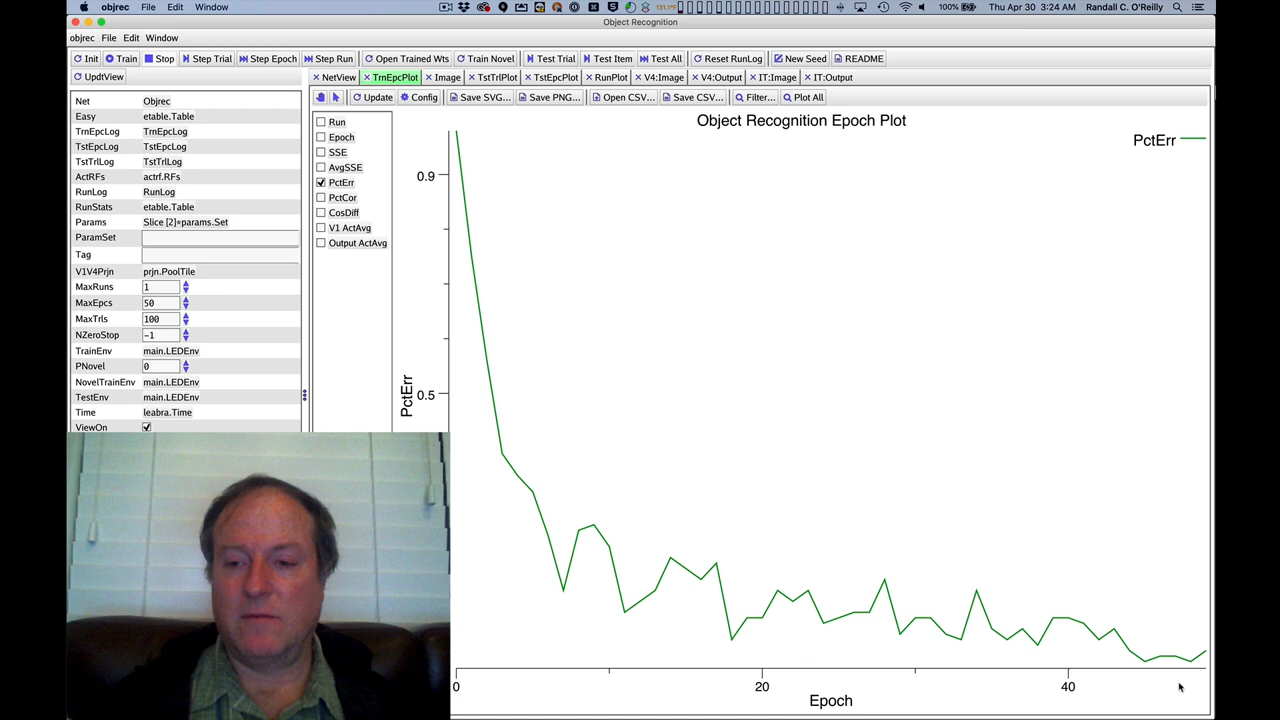 objrec File Edit Window 131.1°F 100% Thu Apr 30 3:24 AM Randall C. O'Reilly
Object Recognition
objrec File Edit Window
Init Train Stop Step Trial Step Epoch Step Run Open Trained Wts Train Novel Test Trial Test Item Test All Reset RunLog New Seed README
UpdtView NetView TrnEpcPlot Image TstTrlPlot TstEpcPlot RunPlot V4:Image V4:Output IT:Image IT:Output
Update Config Save SVG... Save PNG... Open CSV... Save CSV... Filter... Plot All
Net Objrec
Easy etable.Table
TrnEpcLog TrnEpcLog
TstEpcLog TstEpcLog
TstTrlLog TstTrlLog
ActRFs actrf.RFs
RunLog RunLog
RunStats etable.Table
Params Slice [2]*params.Set
ParamSet
Tag
V1V4Prjn prjn.PoolTile
MaxRuns 1
MaxEpcs 50
MaxTrls 100
NZeroStop -1
TrainEnv main.LEDEnv
PNovel 0
NovelTrainEnv main.LEDEnv
TestEnv main.LEDEnv
Time leabra.Time
ViewOn
Run
Epoch
SSE
AvgSSE
PctErr
PctCor
CosDiff
V1 ActAvg
Output ActAvg
Object Recognition Epoch Plot
PctErr
0.9
0.5
PctErr
0 20 40
Epoch